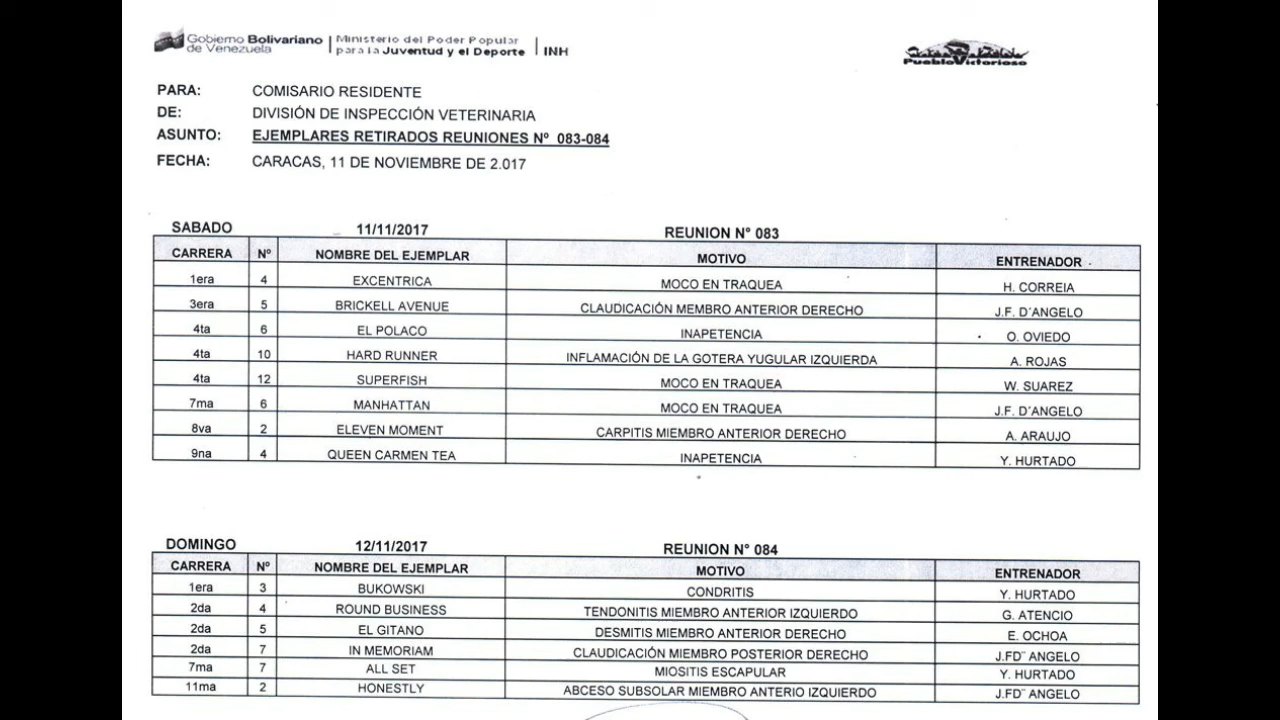 Gobierno Bolivariano de Venezuela | Ministerio del Poder Popular para la Juventud y el Deporte | INH
Pueblo Victorioso
PARA: COMISARIO RESIDENTE
DE: DIVISIÓN DE INSPECCIÓN VETERINARIA
ASUNTO: EJEMPLARES RETIRADOS REUNIONES Nº 083-084
FECHA: CARACAS, 11 DE NOVIEMBRE DE 2.017
SABADO 11/11/2017 REUNION N° 083
CARRERA Nº NOMBRE DEL EJEMPLAR MOTIVO ENTRENADOR
1era 4 EXCENTRICA MOCO EN TRAQUEA H. CORREIA
3era 5 BRICKELL AVENUE CLAUDICACIÓN MEMBRO ANTERIOR DERECHO J.F. D´ANGELO
4ta 6 EL POLACO INAPETENCIA O. OVIEDO
4ta 10 HARD RUNNER INFLAMACIÓN DE LA GOTERA YUGULAR IZQUIERDA A. ROJAS
4ta 12 SUPERFISH MOCO EN TRAQUEA W. SUAREZ
7ma 6 MANHATTAN MOCO EN TRAQUEA J.F. D´ANGELO
8va 2 ELEVEN MOMENT CARPITIS MIEMBRO ANTERIOR DERECHO A. ARAUJO
9na 4 QUEEN CARMEN TEA INAPETENCIA Y. HURTADO
DOMINGO 12/11/2017 REUNION N° 084
CARRERA Nº NOMBRE DEL EJEMPLAR MOTIVO ENTRENADOR
1era 3 BUKOWSKI CONDRITIS Y. HURTADO
2da 4 ROUND BUSINESS TENDONITIS MIEMBRO ANTERIOR IZQUIERDO G. ATENCIO
2da 5 EL GITANO DESMITIS MIEMBRO ANTERIOR DERECHO E. OCHOA
2da 7 IN MEMORIAM CLAUDICACIÓN MIEMBRO POSTERIOR DERECHO J.FD¨ ANGELO
7ma 7 ALL SET MIOSITIS ESCAPULAR Y. HURTADO
11ma 2 HONESTLY ABCESO SUBSOLAR MIEMBRO ANTERIO IZQUIERDO J.FD¨ ANGELO